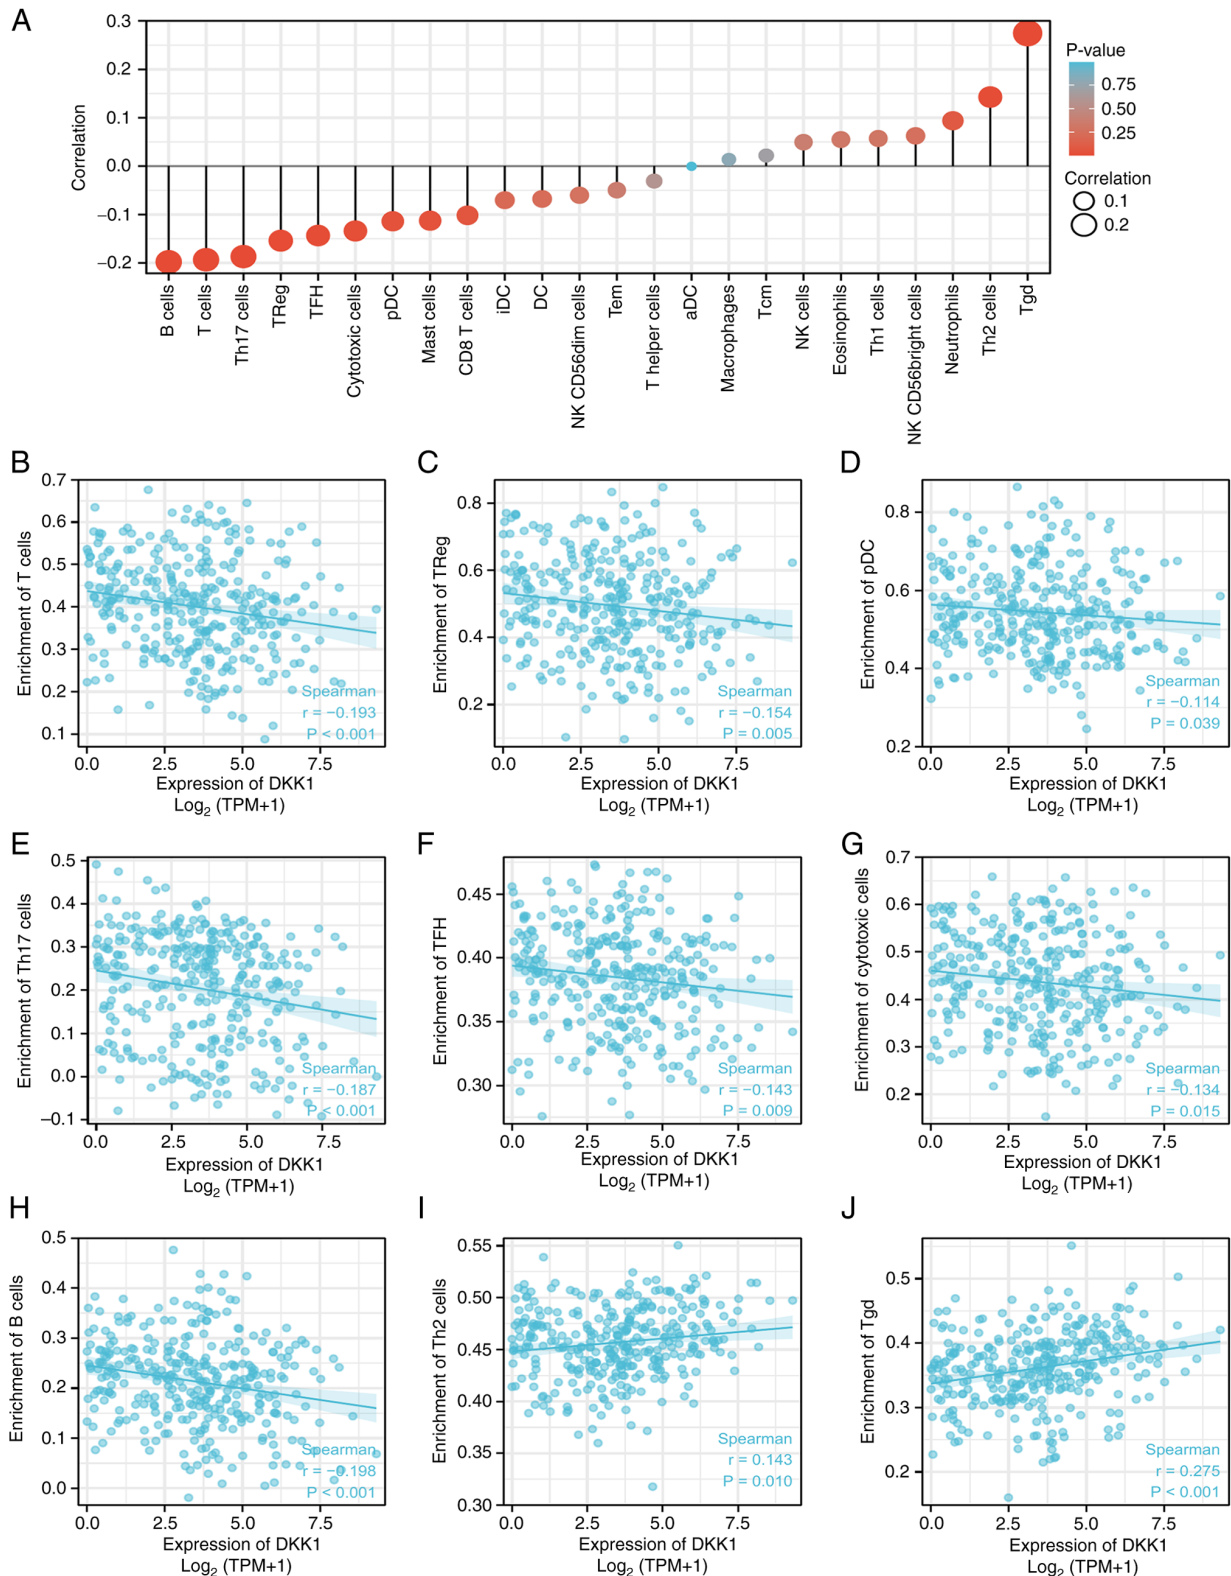 A
0.3
0.2
0.1
0.0
−0.1
−0.2
Correlation
B cells
T cells
Th17 cells
TReg
TFH
Cytotoxic cells
pDC
Mast cells
CD8 T cells
iDC
DC
NK CD56dim cells
Tem
T helper cells
aDC
Macrophages
Tcm
NK cells
Eosinophils
Th1 cells
NK CD56bright cells
Neutrophils
Th2 cells
Tgd
P-value
0.75
0.50
0.25
Correlation
0.1
0.2
B
0.7
0.6
0.5
0.4
0.3
0.2
0.1
Enrichment of T cells
Spearman
r = −0.193
P < 0.001
0.0 2.5 5.0 7.5
Expression of DKK1
Log2 (TPM+1)
C
0.8
0.6
0.4
0.2
Enrichment of TReg
Spearman
r = −0.154
P = 0.005
0.0 2.5 5.0 7.5
Expression of DKK1
Log2 (TPM+1)
D
0.8
0.6
0.4
0.2
Enrichment of pDC
Spearman
r = −0.114
P = 0.039
0.0 2.5 5.0 7.5
Expression of DKK1
Log2 (TPM+1)
E
0.5
0.4
0.3
0.2
0.1
0.0
−0.1
Enrichment of Th17 cells
Spearman
r = −0.187
P < 0.001
0.0 2.5 5.0 7.5
Expression of DKK1
Log2 (TPM+1)
F
0.45
0.40
0.35
0.30
Enrichment of TFH
Spearman
r = −0.143
P = 0.009
0.0 2.5 5.0 7.5
Expression of DKK1
Log2 (TPM+1)
G
0.7
0.6
0.5
0.4
0.3
0.2
Enrichment of cytotoxic cells
Spearman
r = −0.134
P = 0.015
0.0 2.5 5.0 7.5
Expression of DKK1
Log2 (TPM+1)
H
0.5
0.4
0.3
0.2
0.1
0.0
Enrichment of B cells
Spearman
r = −0.198
P < 0.001
0.0 2.5 5.0 7.5
Expression of DKK1
Log2 (TPM+1)
I
0.55
0.50
0.45
0.40
0.35
0.30
Enrichment of Th2 cells
Spearman
r = 0.143
P = 0.010
0.0 2.5 5.0 7.5
Expression of DKK1
Log2 (TPM+1)
J
0.5
0.4
0.3
0.2
Enrichment of Tgd
Spearman
r = 0.275
P < 0.001
0.0 2.5 5.0 7.5
Expression of DKK1
Log2 (TPM+1)